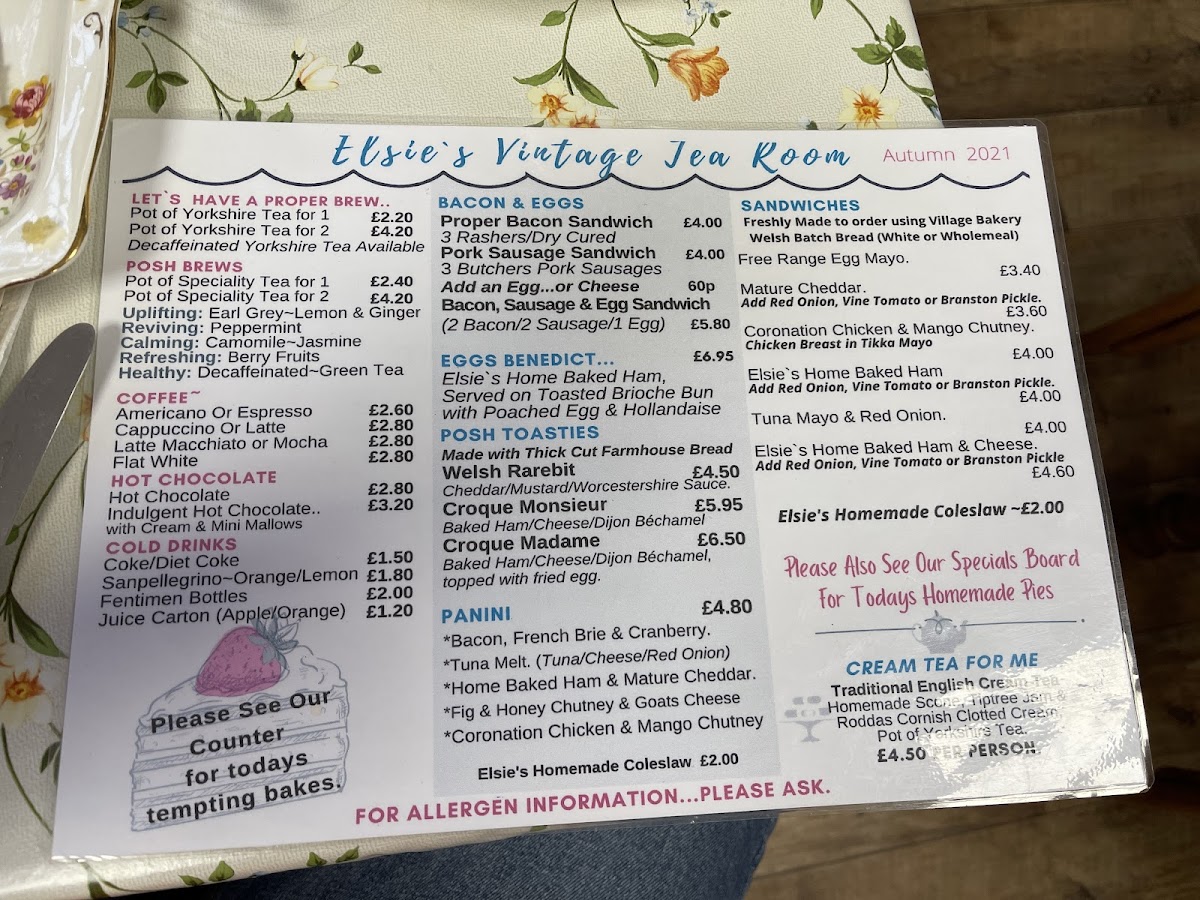 Elsie`s Vintage Tea Room
Autumn 2021
LET`S HAVE A PROPER BREW..
Pot of Yorkshire Tea for 1 £2.20
Pot of Yorkshire Tea for 2 £4.20
Decaffeinated Yorkshire Tea Available
POSH BREWS
Pot of Speciality Tea for 1 £2.40
Pot of Speciality Tea for 2 £4.20
Uplifting: Earl Grey~Lemon & Ginger
Reviving: Peppermint
Calming: Camomile~Jasmine
Refreshing: Berry Fruits
Healthy: Decaffeinated~Green Tea
COFFEE~
Americano Or Espresso £2.60
Cappuccino Or Latte £2.80
Latte Macchiato or Mocha £2.80
Flat White £2.80
HOT CHOCOLATE
Hot Chocolate £2.80
Indulgent Hot Chocolate.. £3.20
with Cream & Mini Mallows
COLD DRINKS
Coke/Diet Coke £1.50
Sanpellegrino~Orange/Lemon £1.80
Fentimen Bottles £2.00
Juice Carton (Apple/Orange) £1.20
Please See Our
Counter
for todays
tempting bakes.
BACON & EGGS
Proper Bacon Sandwich £4.00
3 Rashers/Dry Cured
Pork Sausage Sandwich £4.00
3 Butchers Pork Sausages
Add an Egg...or Cheese 60p
Bacon, Sausage & Egg Sandwich
(2 Bacon/2 Sausage/1 Egg) £5.80
EGGS BENEDICT... £6.95
Elsie`s Home Baked Ham,
Served on Toasted Brioche Bun
with Poached Egg & Hollandaise
POSH TOASTIES
Made with Thick Cut Farmhouse Bread
Welsh Rarebit £4.50
Cheddar/Mustard/Worcestershire Sauce.
Croque Monsieur £5.95
Baked Ham/Cheese/Dijon Béchamel
Croque Madame £6.50
Baked Ham/Cheese/Dijon Béchamel,
topped with fried egg.
PANINI £4.80
*Bacon, French Brie & Cranberry.
*Tuna Melt. (Tuna/Cheese/Red Onion)
*Home Baked Ham & Mature Cheddar.
*Fig & Honey Chutney & Goats Cheese
*Coronation Chicken & Mango Chutney
Elsie's Homemade Coleslaw £2.00
SANDWICHES
Freshly Made to order using Village Bakery
Welsh Batch Bread (White or Wholemeal)
Free Range Egg Mayo.
£3.40
Mature Cheddar.
Add Red Onion, Vine Tomato or Branston Pickle.
£3.60
Coronation Chicken & Mango Chutney.
Chicken Breast in Tikka Mayo
£4.00
Elsie`s Home Baked Ham
Add Red Onion, Vine Tomato or Branston Pickle.
£4.00
Tuna Mayo & Red Onion.
£4.00
Elsie`s Home Baked Ham & Cheese.
Add Red Onion, Vine Tomato or Branston Pickle
£4.60
Elsie's Homemade Coleslaw ~£2.00
Please Also See Our Specials Board
For Todays Homemade Pies
CREAM TEA FOR ME
Traditional English Cream Tea
Homemade Scone, Tiptree Jam &
Roddas Cornish Clotted Cream,
Pot of Yorkshire Tea.
£4.50 PER PERSON.
FOR ALLERGEN INFORMATION...PLEASE ASK.